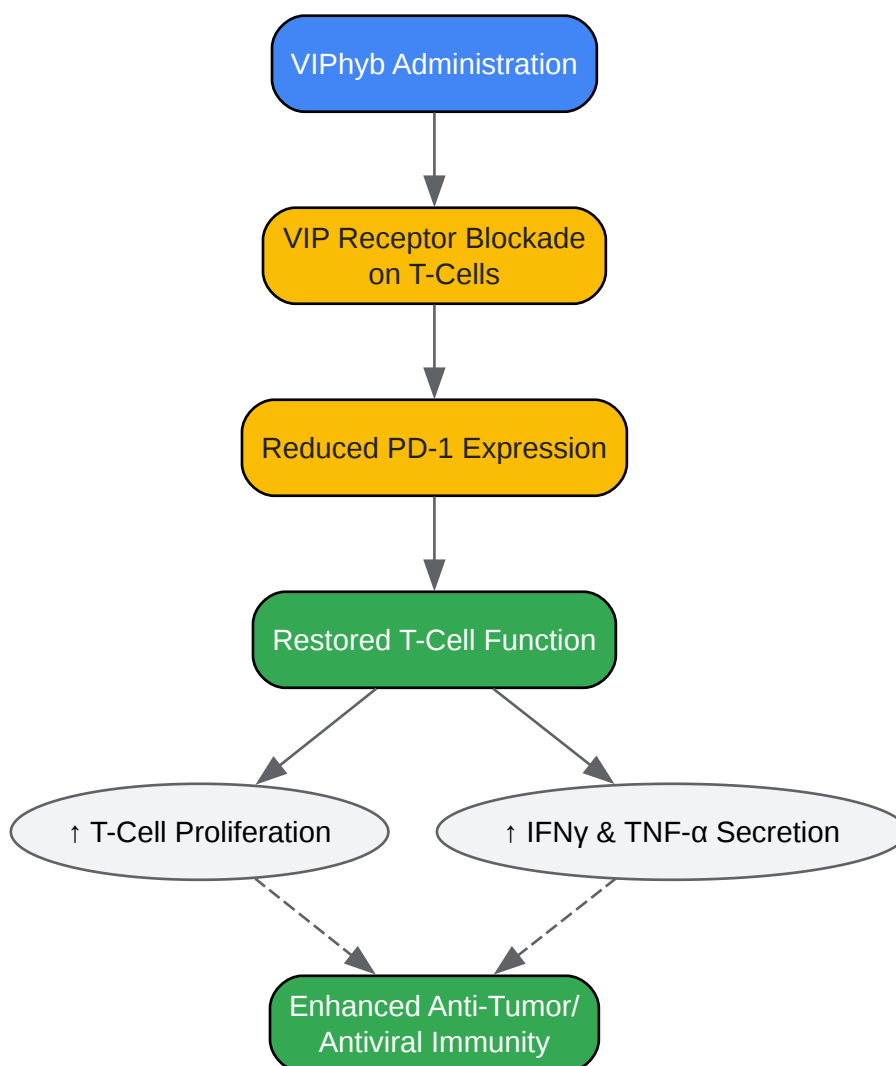 VIPhyb Administration
VIP Receptor Blockade
on T-Cells
Reduced PD-1 Expression
Restored T-Cell Function
↑ T-Cell Proliferation
↑ IFNγ & TNF-α Secretion
Enhanced Anti-Tumor/
Antiviral Immunity